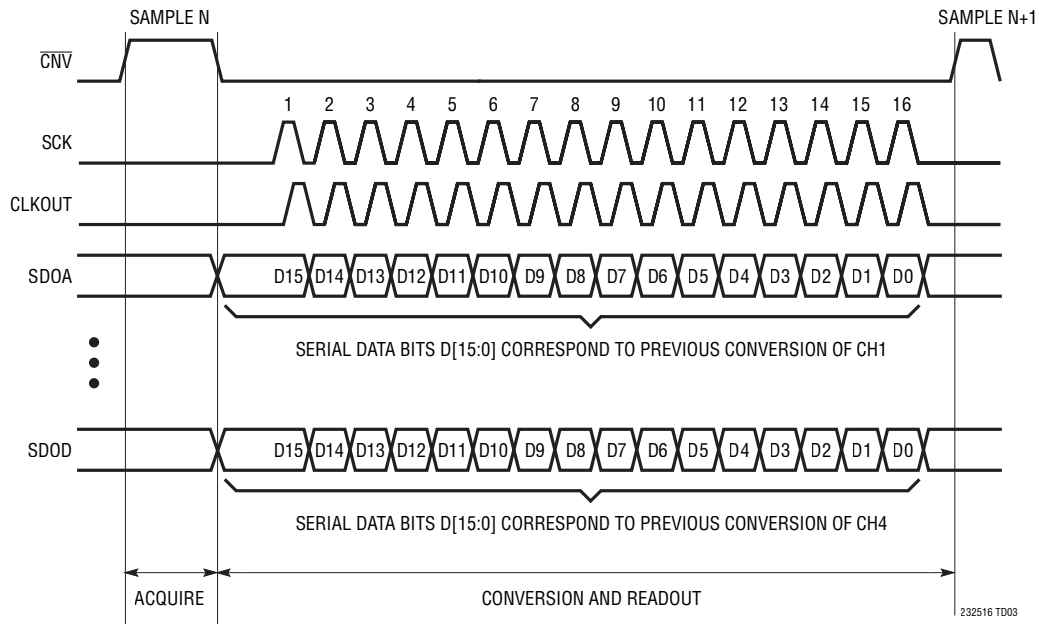 SAMPLE N SAMPLE N+1
CNV
1 2 3 4 5 6 7 8 9 10 11 12 13 14 15 16
SCK
CLKOUT
SDOA D15 D14 D13 D12 D11 D10 D9 D8 D7 D6 D5 D4 D3 D2 D1 D0
SERIAL DATA BITS D[15:0] CORRESPOND TO PREVIOUS CONVERSION OF CH1
SDOD D15 D14 D13 D12 D11 D10 D9 D8 D7 D6 D5 D4 D3 D2 D1 D0
SERIAL DATA BITS D[15:0] CORRESPOND TO PREVIOUS CONVERSION OF CH4
ACQUIRE CONVERSION AND READOUT
232516 TD03